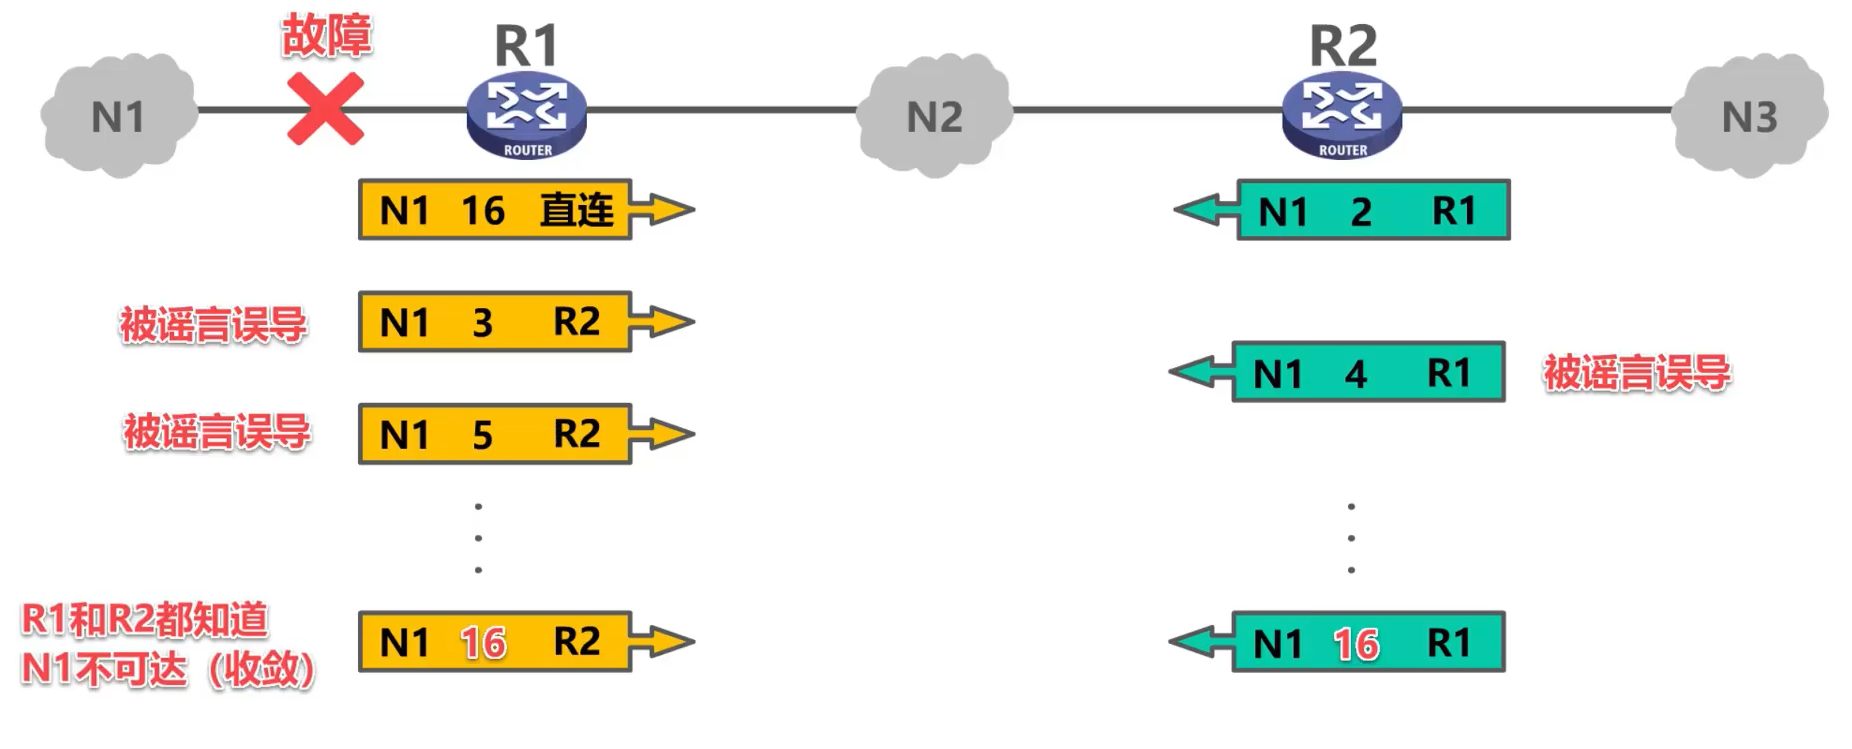 故障
R1
R2
N1
N2
N3
ROUTER
ROUTER
N1 16 直连
N1 2 R1
被谣言误导
N1 3 R2
N1 4 R1
被谣言误导
被谣言误导
N1 5 R2
R1和R2都知道
N1不可达（收敛）
N1 16 R2
N1 16 R1